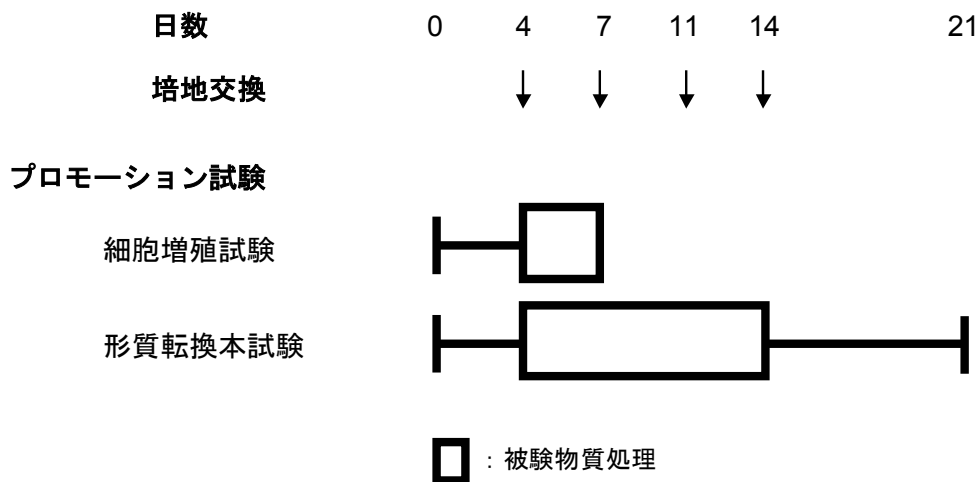 日数 0 4 7 11 14 21
培地交換
プロモーション試験
細胞増殖試験
形質転換本試験
：被験物質処理